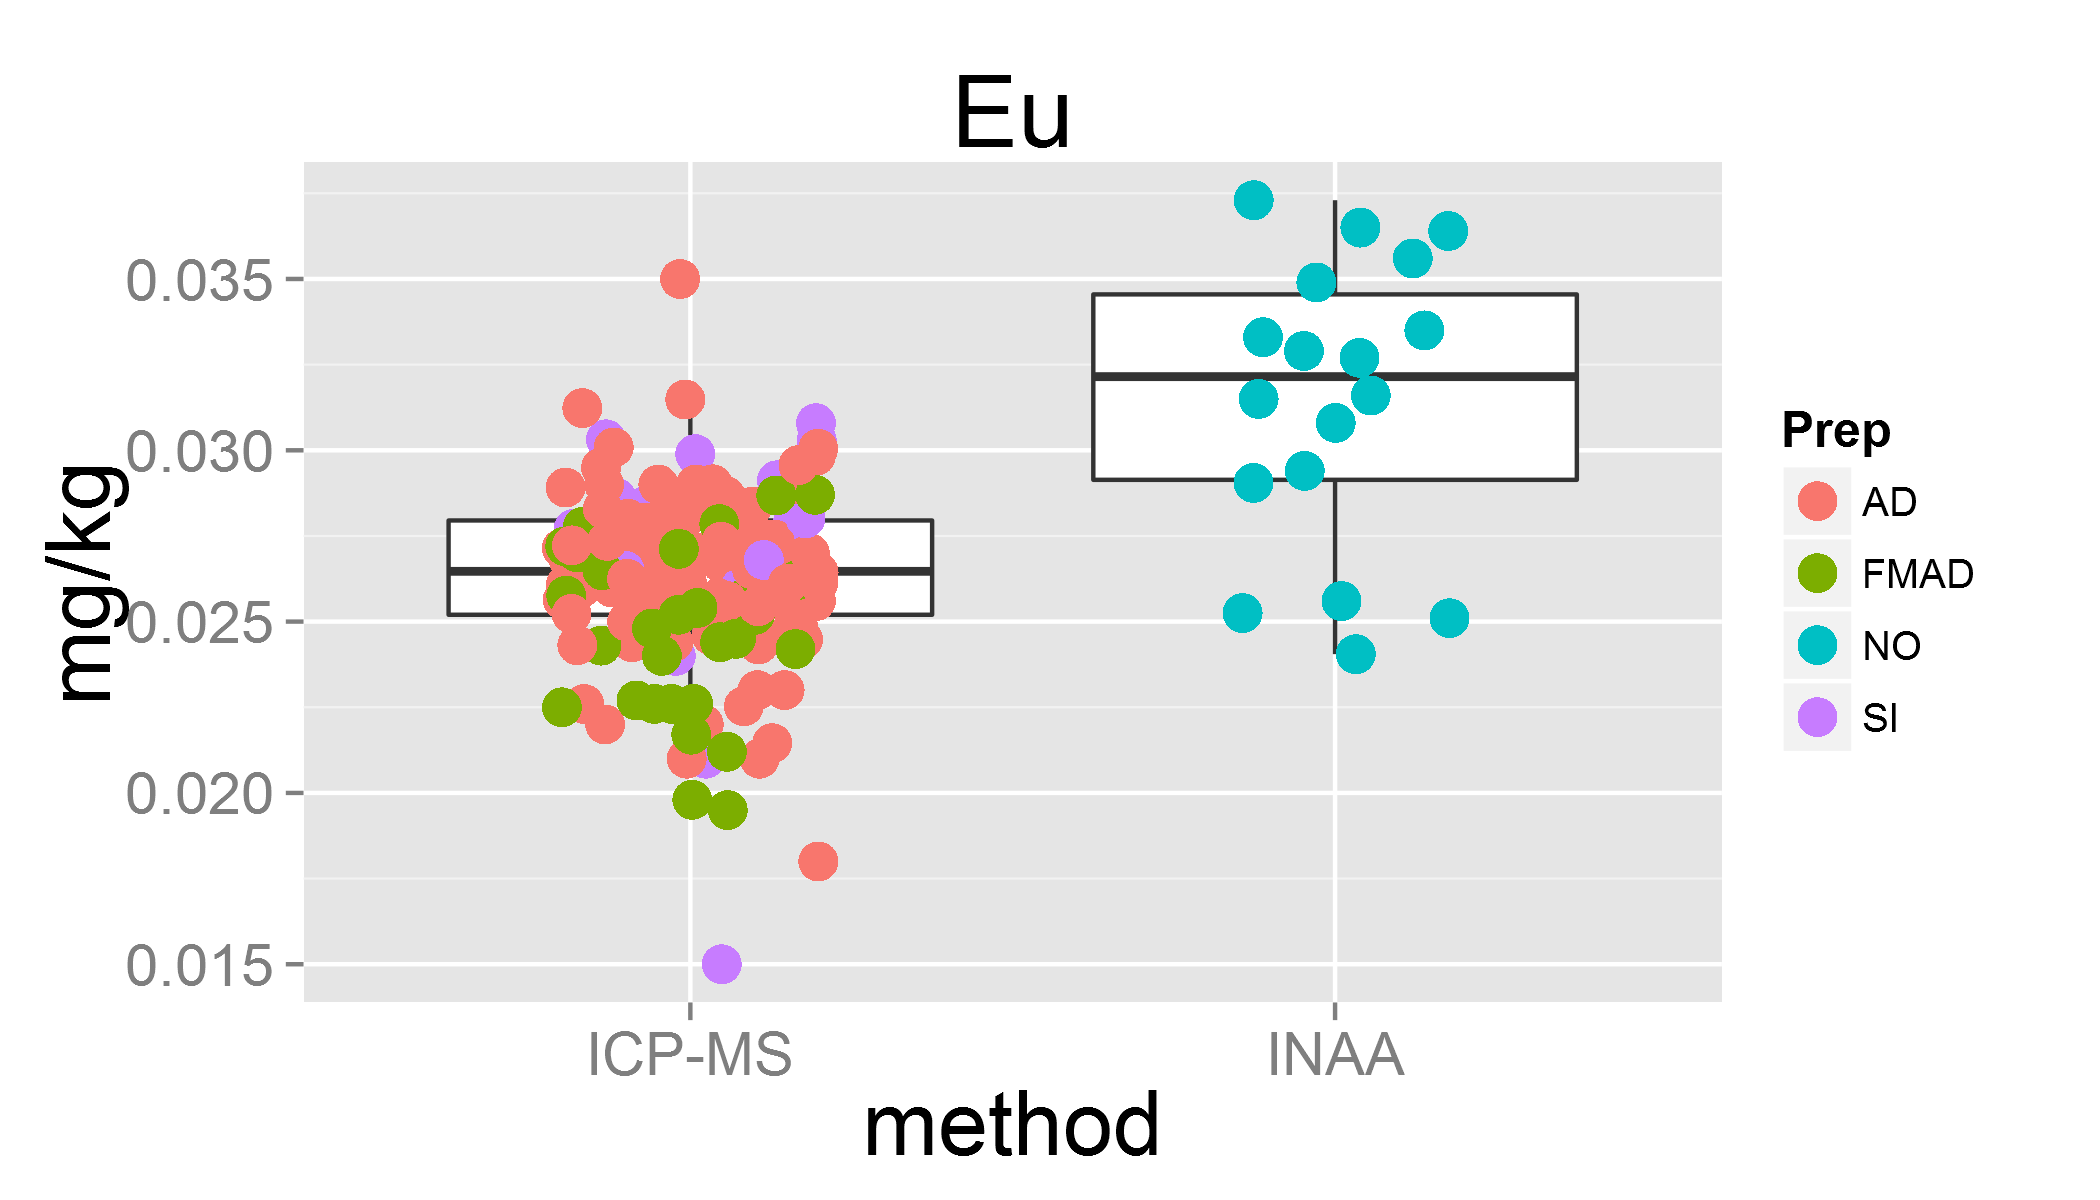 Eu
mg/kg
0.035
0.030
0.025
0.020
0.015
ICP-MS
INAA
method
Prep
AD
FMAD
NO
SI